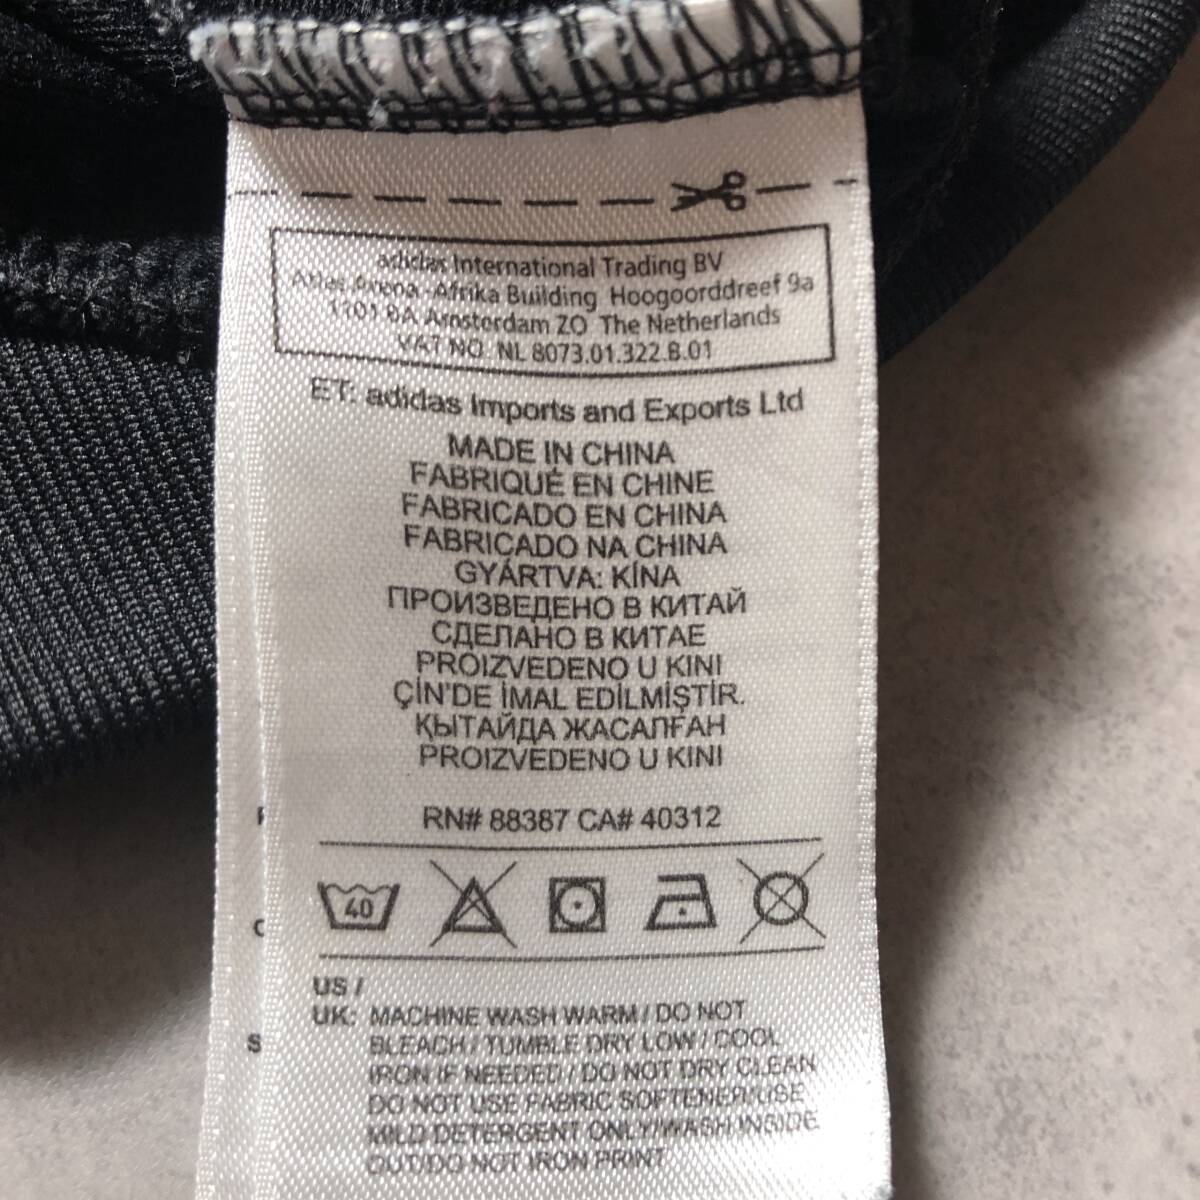 adidas International Trading BV
Atlas Arena -Afrika Building Hoogoorddreef 9a
1101 BA Amsterdam ZO The Netherlands
VAT NO NL 8073.01.322.B.01
ET: adidas Imports and Exports Ltd
MADE IN CHINA
FABRIQUÉ EN CHINE
FABRICADO EN CHINA
FABRICADO NA CHINA
GYÁRTVA: KÍNA
ПРОИЗВЕДЕНО В КИТАЙ
СДЕЛАНО В КИТАЕ
PROIZVEDENO U KINI
ÇİN'DE İMAL EDİLMİŞTİR.
ҚЫТАЙДА ЖАСАЛҒАН
PROIZVEDENO U KINI
RN# 88387 CA# 40312
40
US /
UK: MACHINE WASH WARM / DO NOT
BLEACH / TUMBLE DRY LOW / COOL
IRON IF NEEDED / DO NOT DRY CLEAN
DO NOT USE FABRIC SOFTENER/USE
MILD DETERGENT ONLY/WASH INSIDE
OUT/DO NOT IRON PRINT